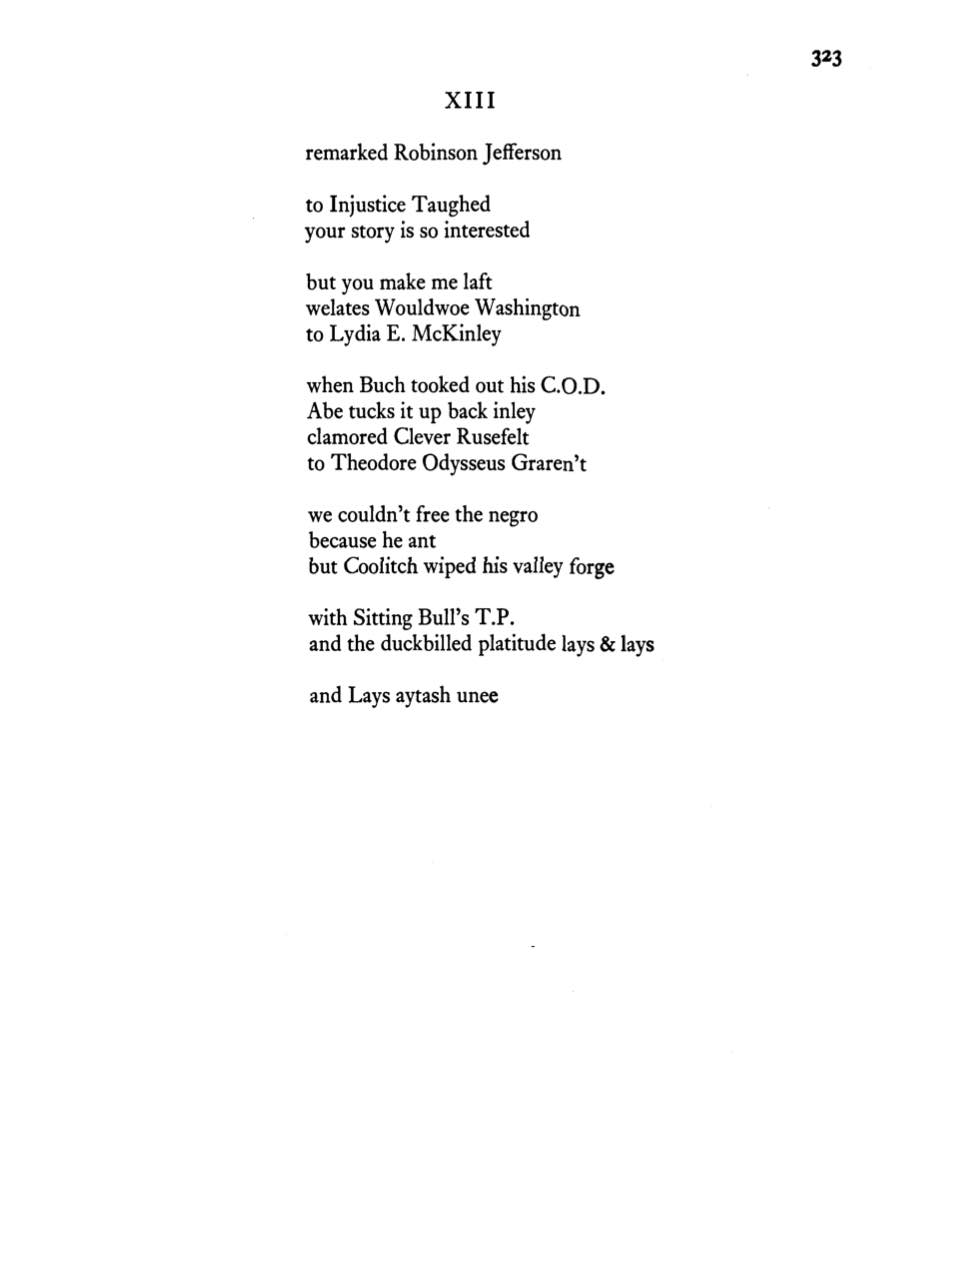 323
XIII
remarked Robinson Jefferson
to Injustice Taughed
your story is so interested
but you make me laft
welates Wouldwoe Washington
to Lydia E. McKinley
when Buch tooked out his C.O.D.
Abe tucks it up back inley
clamored Clever Rusefelt
to Theodore Odysseus Graren't
we couldn't free the negro
because he ant
but Coolitch wiped his valley forge
with Sitting Bull's T.P.
and the duckbilled platitude lays & lays
and Lays aytash unee